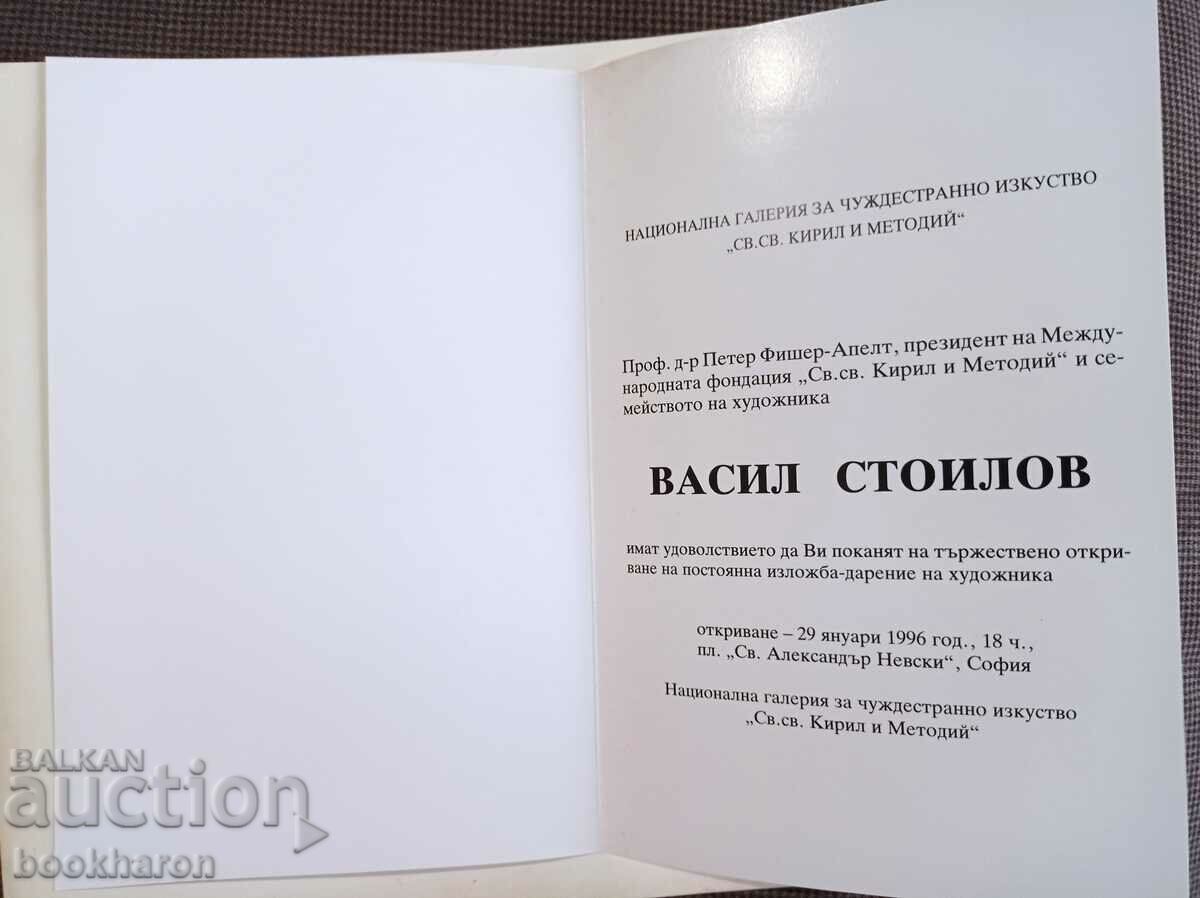 НАЦИОНАЛНА ГАЛЕРИЯ ЗА ЧУЖДЕСТРАННО ИЗКУСТВО
„СВ.СВ. КИРИЛ И МЕТОДИЙ“
Проф. д-р Петер Фишер-Апелт, президент на Между-
народната фондация „Св.св. Кирил и Методий“ и се-
мейството на художника
ВАСИЛ СТОИЛОВ
имат удоволствието да Ви поканят на тържествено откри-
ване на постоянна изложба-дарение на художника
откриване – 29 януари 1996 год., 18 ч.,
пл. „Св. Александър Невски“, София
Национална галерия за чуждестранно изкуство
„Св.св. Кирил и Методий“
BALKAN
auction
bookharon